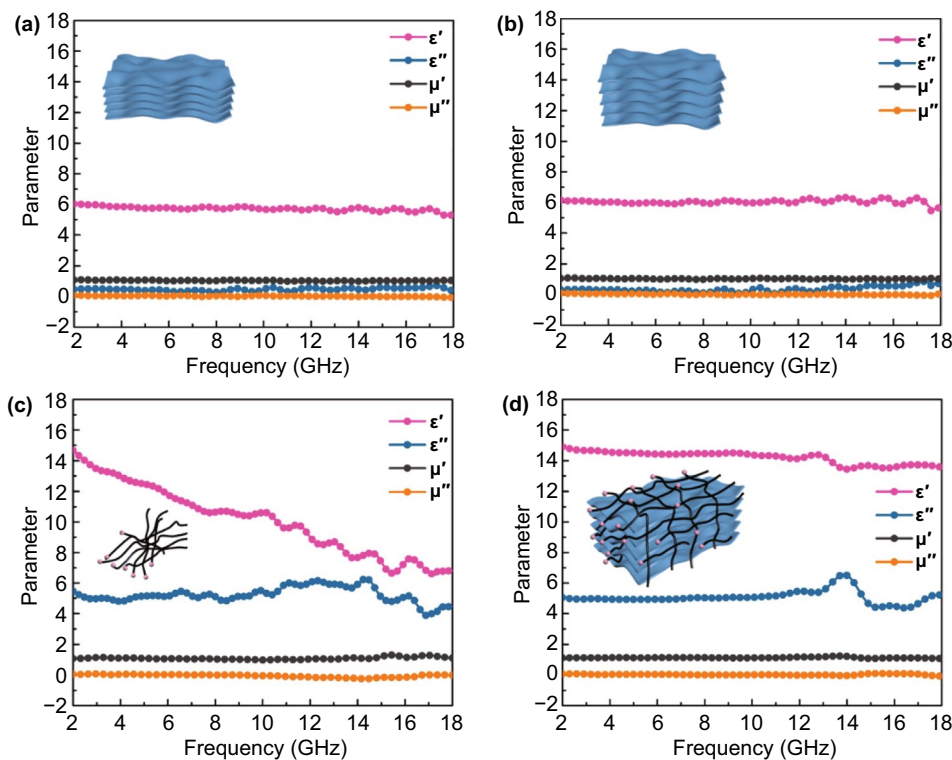 (a)
18
16
14
12
10
8
6
4
2
0
−2
Parameter
ε′
ε″
μ′
μ″
2 4 6 8 10 12 14 16 18
Frequency (GHz)
(b)
18
16
14
12
10
8
6
4
2
0
−2
Parameter
ε′
ε″
μ′
μ″
2 4 6 8 10 12 14 16 18
Frequency (GHz)
(c)
18
16
14
12
10
8
6
4
2
0
−2
Parameter
ε′
ε″
μ′
μ″
2 4 6 8 10 12 14 16 18
Frequency (GHz)
(d)
18
16
14
12
10
8
6
4
2
0
−2
Parameter
ε′
ε″
μ′
μ″
2 4 6 8 10 12 14 16 18
Frequency (GHz)